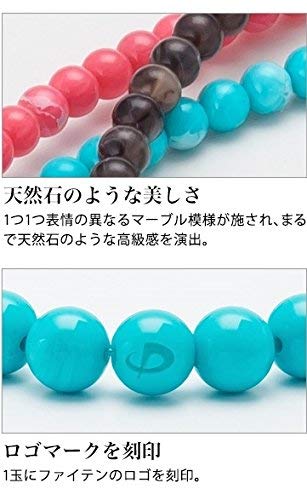 天然石のような美しさ
1つ1つ表情の異なるマーブル模様が施され、まる
で天然石のような高級感を演出。
ロゴマークを刻印
1玉にファイテンのロゴを刻印。